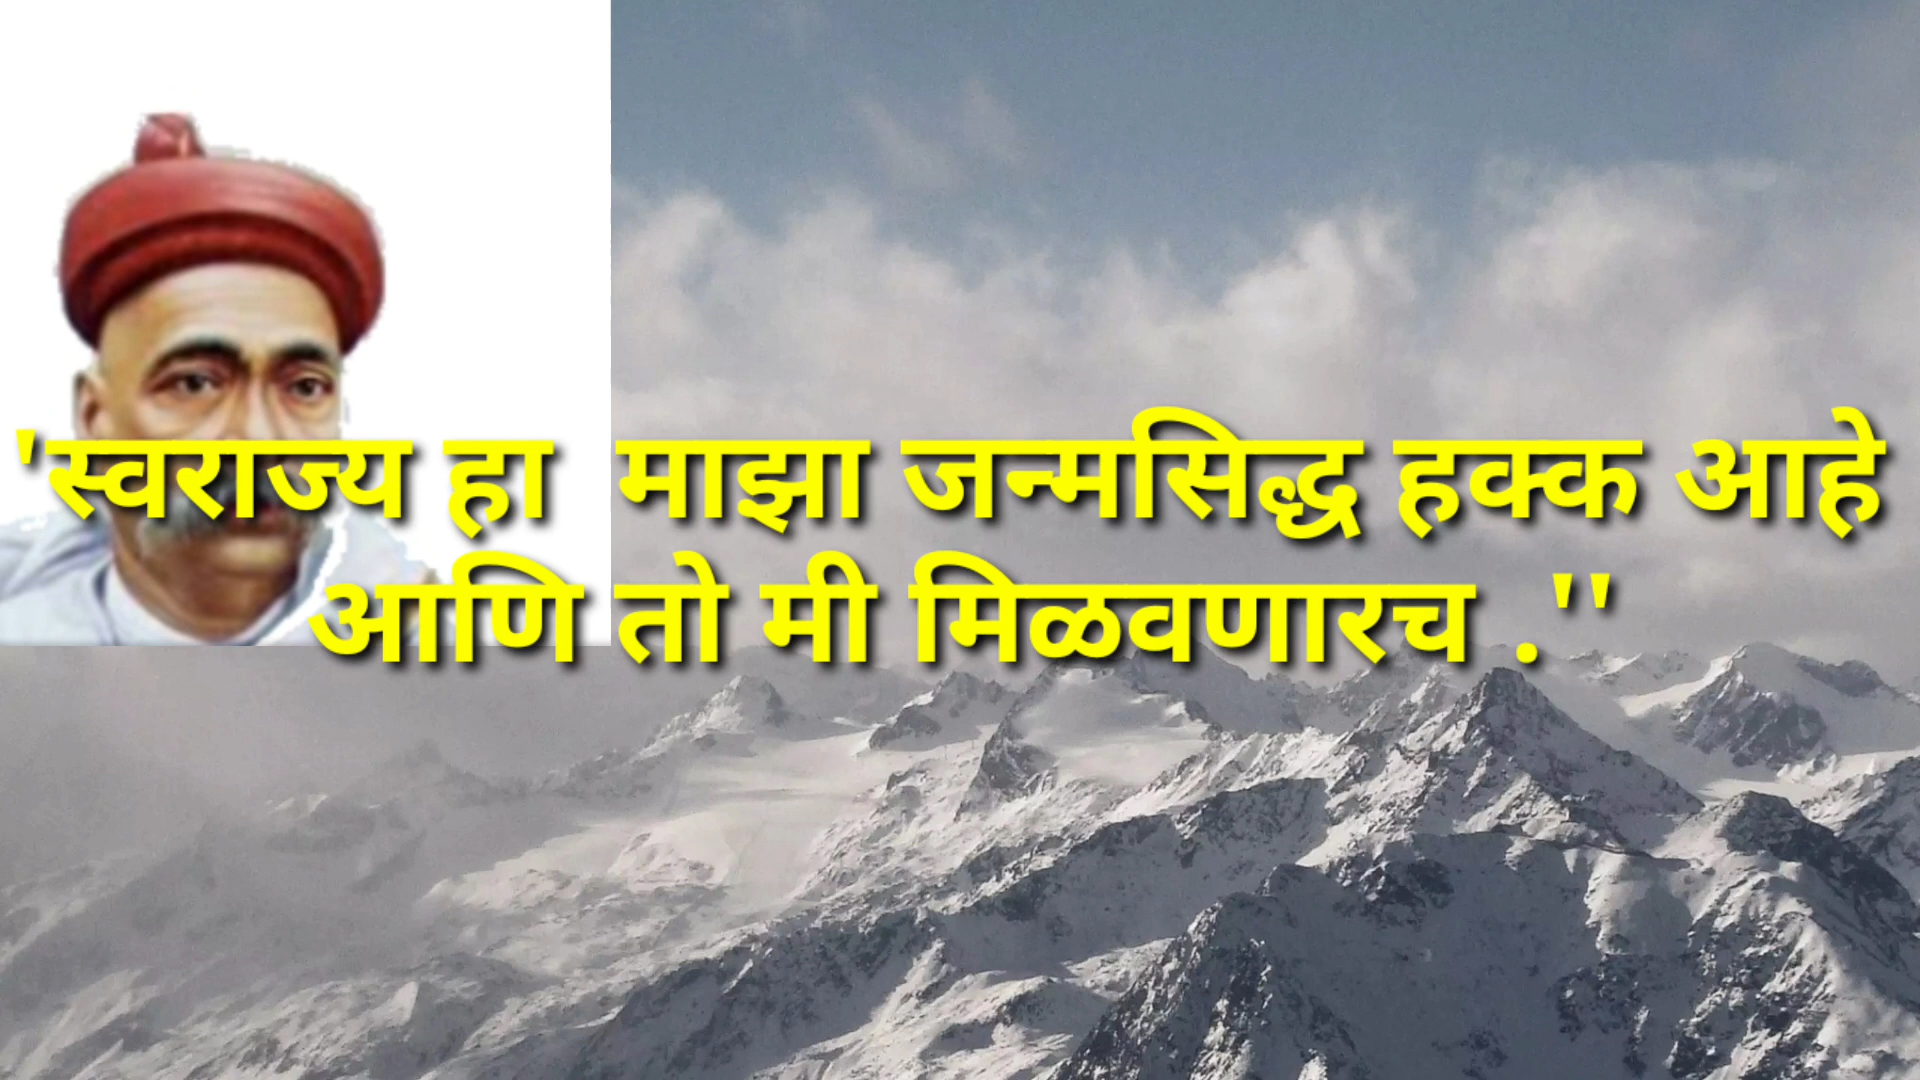 'स्वराज्य हा  माझा जन्मसिद्ध हक्क आहे
आणि तो मी मिळवणारच .''